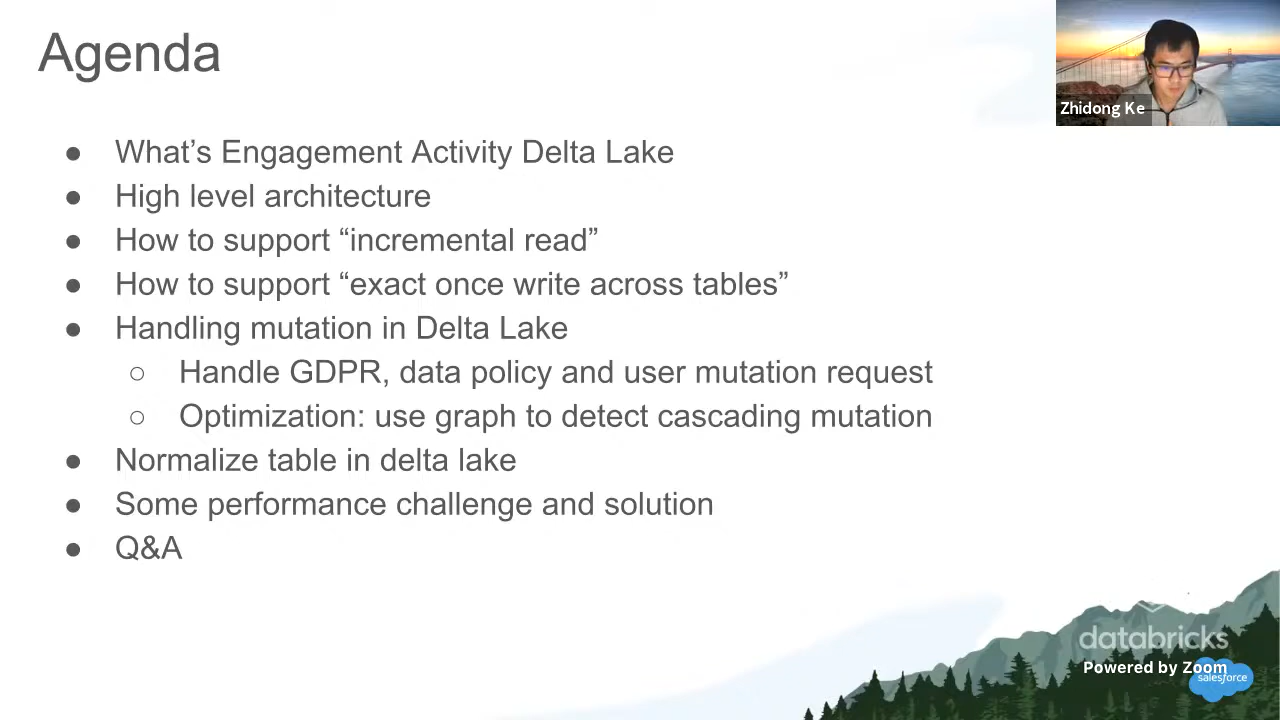 Agenda
Zhidong Ke
● What’s Engagement Activity Delta Lake
● High level architecture
● How to support “incremental read”
● How to support “exact once write across tables”
● Handling mutation in Delta Lake
○ Handle GDPR, data policy and user mutation request
○ Optimization: use graph to detect cascading mutation
● Normalize table in delta lake
● Some performance challenge and solution
● Q&A
databricks
Powered by Zoom
salesforce